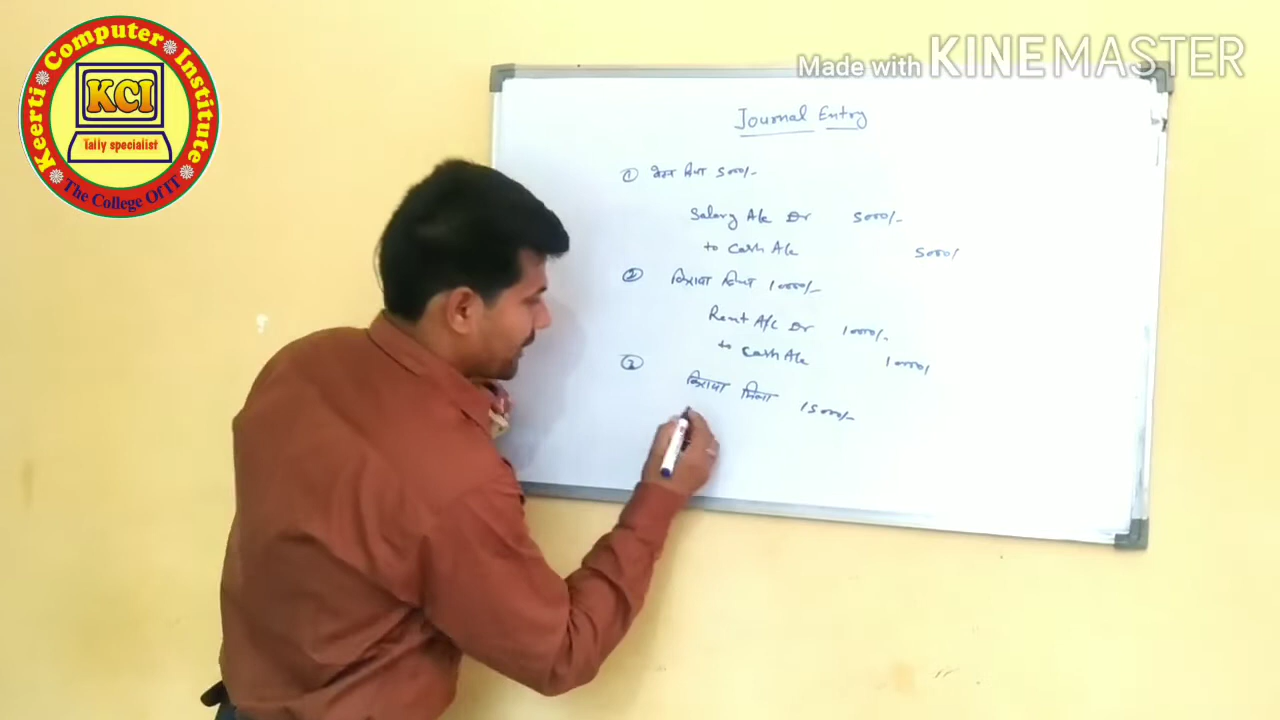 Keerti Computer Institute
KCI
Tally specialist
The College Of IT
Made with KINEMASTER
Journal Entry
① वेतन दिया 5000/-
Salary A/c Dr 5000/-
to Cash A/c 5000/
② किराया दिया 10000/-
Rent A/c Dr 10000/-
to Cash A/c 10000/
③ किराया मिला 15000/-